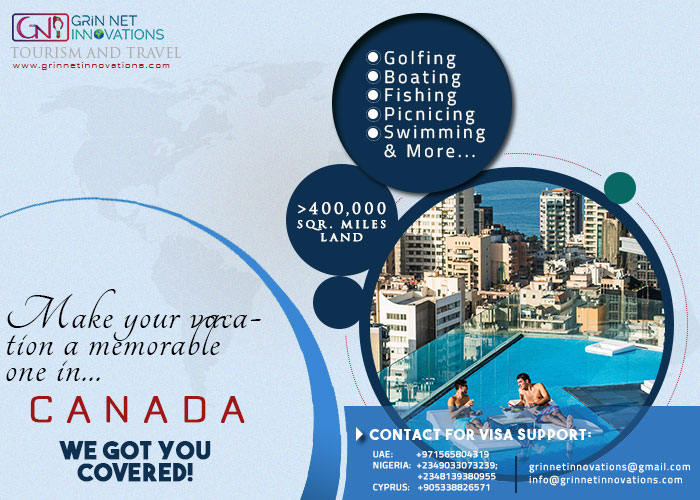 GNI GRIN NET
INNOVATIONS
TOURISM AND TRAVEL
www.grinnetinnovations.com
Golfing
Boating
Fishing
Picnicing
Swimming
& More...
>400,000
SQR. MILES
LAND
Make your vaca-
tion a memorable
one in...
CANADA
WE GOT YOU
COVERED!
CONTACT FOR VISA SUPPORT:
UAE: +971565804319
NIGERIA: +2349033073239;
+2348139380955
CYPRUS: +905338826571
grinnetinnovations@gmail.com
info@grinnetinnovations.com